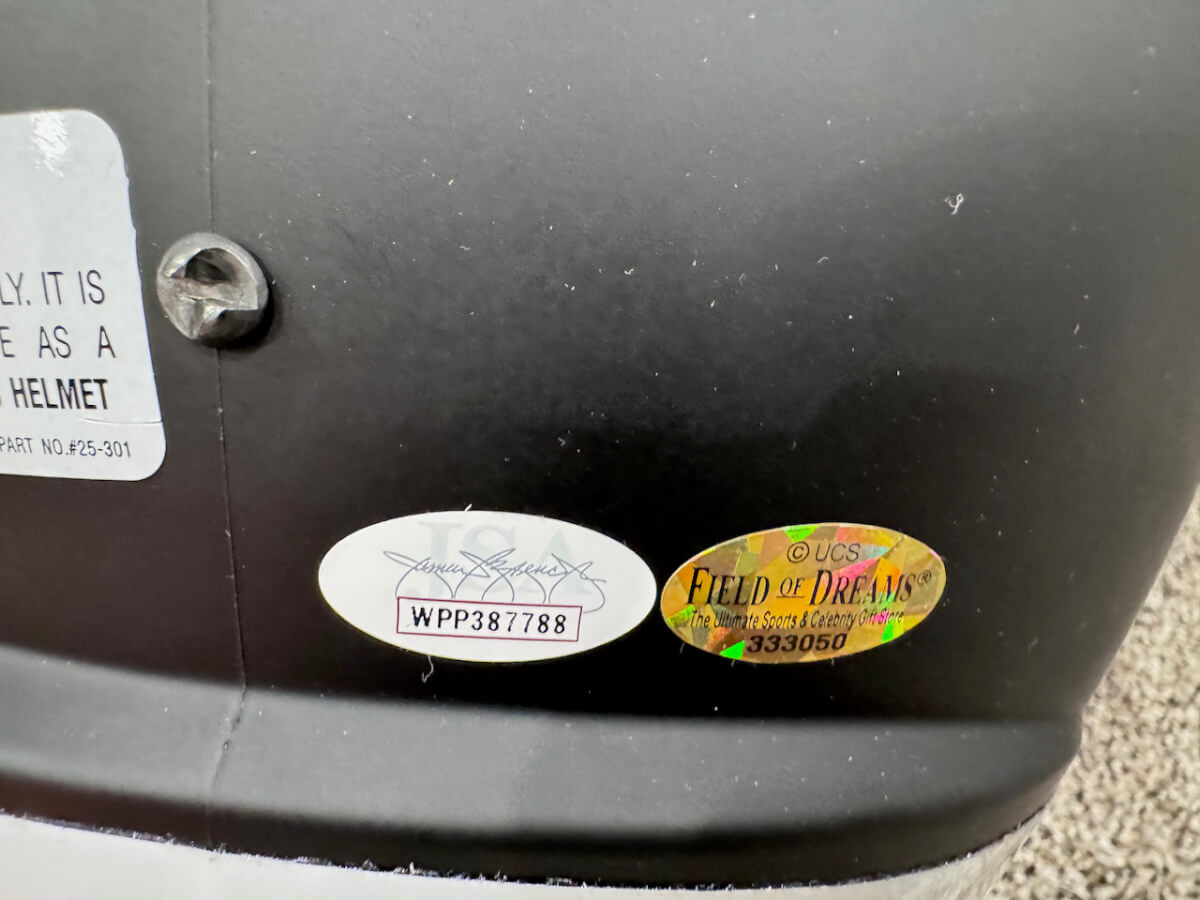 LY. IT IS
E AS A
HELMET
PART NO.#25-301
JSA
WPP387788
© UCS
FIELD OF DREAMS®
The Ultimate Sports & Celebrity Gift Store
333050